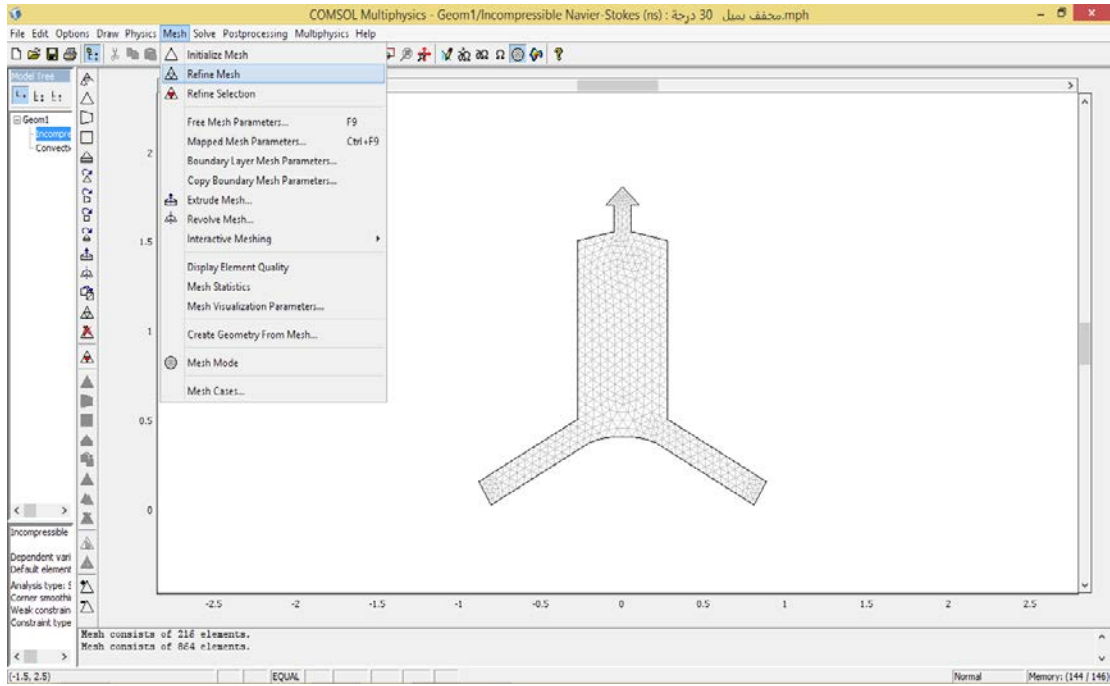 COMSOL Multiphysics - Geom1/Incompressible Navier-Stokes (ns) : مجفف بميل 30 درجة.mph
File Edit Options Draw Physics Mesh Solve Postprocessing Multiphysics Help
Model Tree
Geom1
Incompre
Convecti
Initialize Mesh
Refine Mesh
Refine Selection
Free Mesh Parameters... F9
Mapped Mesh Parameters... Ctrl+F9
Boundary Layer Mesh Parameters...
Copy Boundary Mesh Parameters...
Extrude Mesh...
Revolve Mesh...
Interactive Meshing
Display Element Quality
Mesh Statistics
Mesh Visualization Parameters...
Create Geometry From Mesh...
Mesh Mode
Mesh Cases...
2
1.5
1
0.5
0
-2.5 -2 -1.5 -1 -0.5 0 0.5 1 1.5 2 2.5
Incompressible
Dependent vari
Default element
Analysis type: S
Corner smoothi
Weak constrain
Constraint type
Mesh consists of 216 elements.
Mesh consists of 864 elements.
(-1.5, 2.5) EQUAL Normal Memory: (144 / 146)